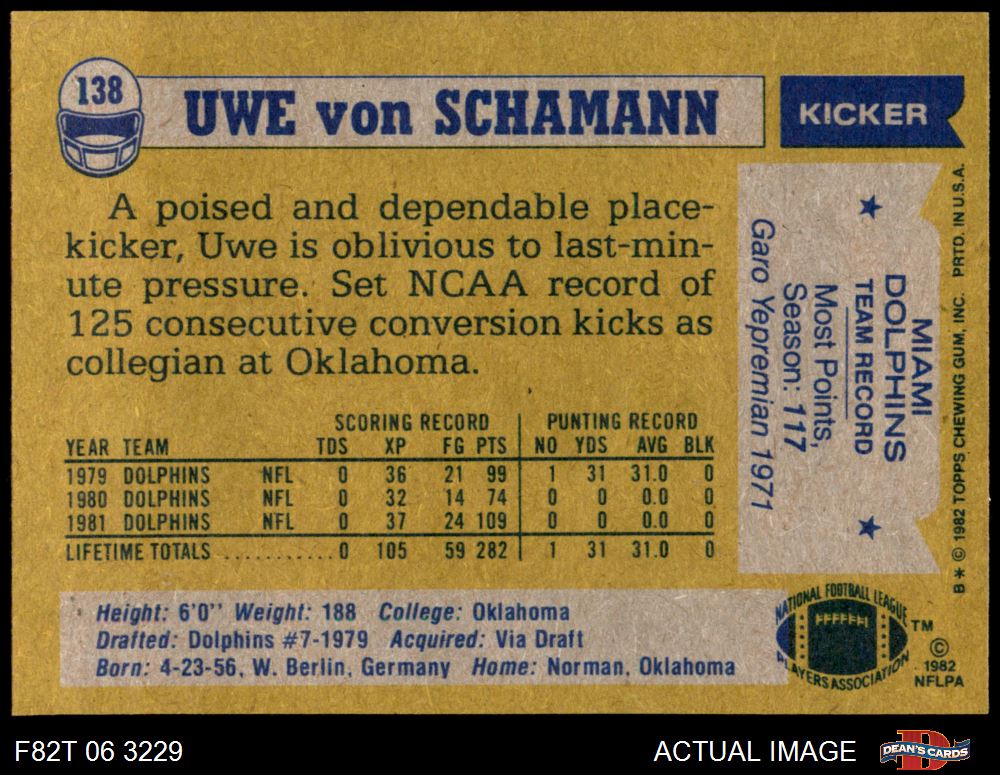 138
UWE von SCHAMANN
KICKER
A poised and dependable place-
kicker, Uwe is oblivious to last-min-
ute pressure. Set NCAA record of
125 consecutive conversion kicks as
collegian at Oklahoma.
SCORING RECORD PUNTING RECORD
YEAR TEAM TDS XP FG PTS NO YDS AVG BLK
1979 DOLPHINS NFL 0 36 21 99 1 31 31.0 0
1980 DOLPHINS NFL 0 32 14 74 0 0 0.0 0
1981 DOLPHINS NFL 0 37 24 109 0 0 0.0 0
LIFETIME TOTALS ........... 0 105 59 282 1 31 31.0 0
Height: 6'0" Weight: 188 College: Oklahoma
Drafted: Dolphins #7-1979 Acquired: Via Draft
Born: 4-23-56, W. Berlin, Germany Home: Norman, Oklahoma
MIAMI
DOLPHINS
TEAM RECORD
Most Points,
Season: 117
Garo Yepremian 1971
B * © 1982 TOPPS CHEWING GUM, INC. PRTD. IN U.S.A.
NATIONAL FOOTBALL LEAGUE
PLAYERS ASSOCIATION
TM
©
1982
NFLPA
F82T 06 3229
ACTUAL IMAGE
D
DEAN'S CARDS